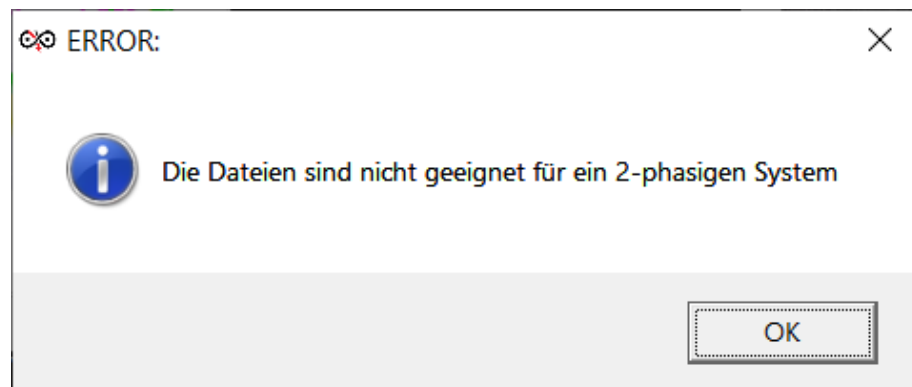 ERROR:
Die Dateien sind nicht geeignet für ein 2-phasigen System
OK